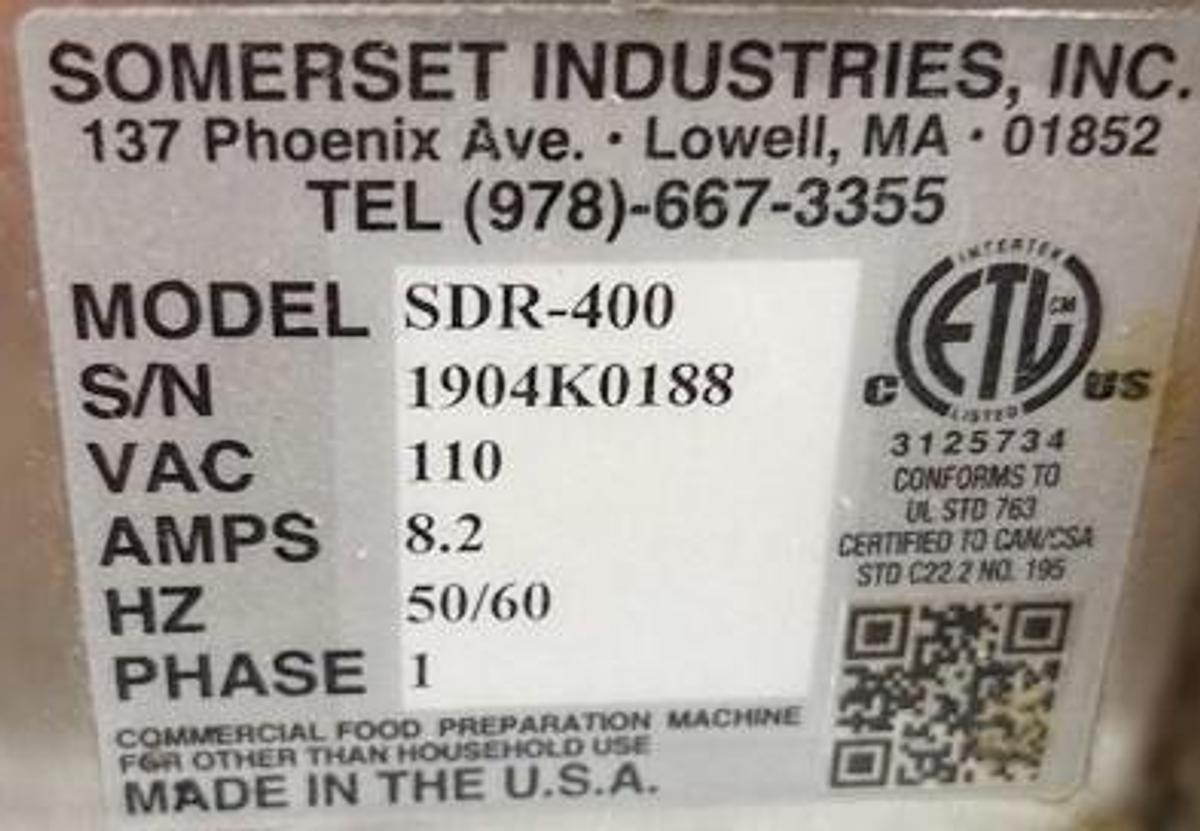 SOMERSET INDUSTRIES, INC.
137 Phoenix Ave. · Lowell, MA · 01852
TEL (978)-667-3355
MODEL SDR-400
S/N 1904K0188
VAC 110
AMPS 8.2
HZ 50/60
PHASE 1
COMMERCIAL FOOD PREPARATION MACHINE
FOR OTHER THAN HOUSEHOLD USE
MADE IN THE U.S.A.
INTERTEK
ETL CM
C US
LISTED
3125734
CONFORMS TO
UL STD 763
CERTIFIED TO CAN/CSA
STD C22.2 NO. 195